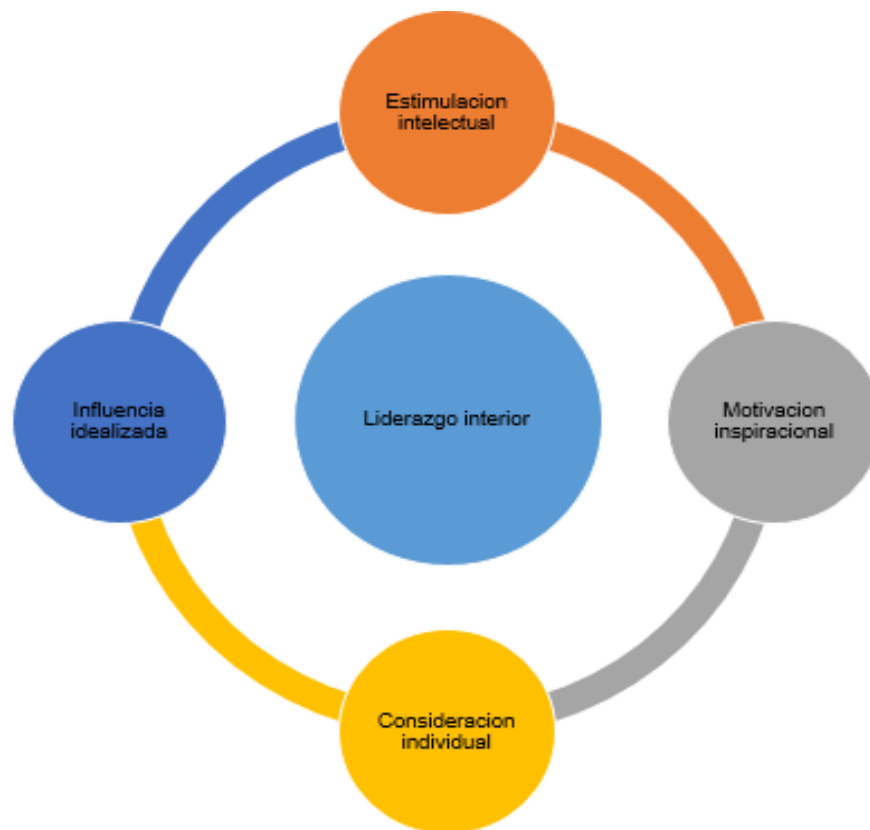 Estimulacion
intelectual
Influencia
idealizada
Liderazgo interior
Motivacion
inspiracional
Consideracion
individual